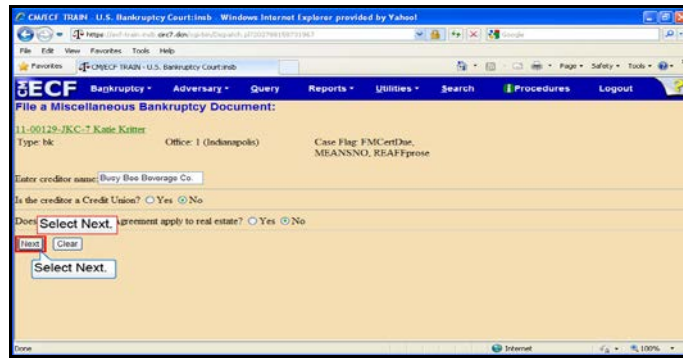 CM/ECF TRAIN - U.S. Bankruptcy Court:insb - Windows Internet Explorer provided by Yahoo!
Google
File Edit View Favorites Tools Help
Favorites CM/ECF TRAIN - U.S. Bankruptcy Court:insb Page Safety Tools
ECF Bankruptcy Adversary Query Reports Utilities Search Procedures Logout ?
File a Miscellaneous Bankruptcy Document:
11-00129-JKC-7 Katie Kritter
Type: bk Office: 1 (Indianapolis) Case Flag: FMCertDue,
MEANSNO, REAFFprose
Enter creditor name: Busy Bee Beverage Co.
Is the creditor a Credit Union? Yes No
Does Agreement apply to real estate? Yes No
Select Next.
Next Clear
Select Next.
Done Internet 100%